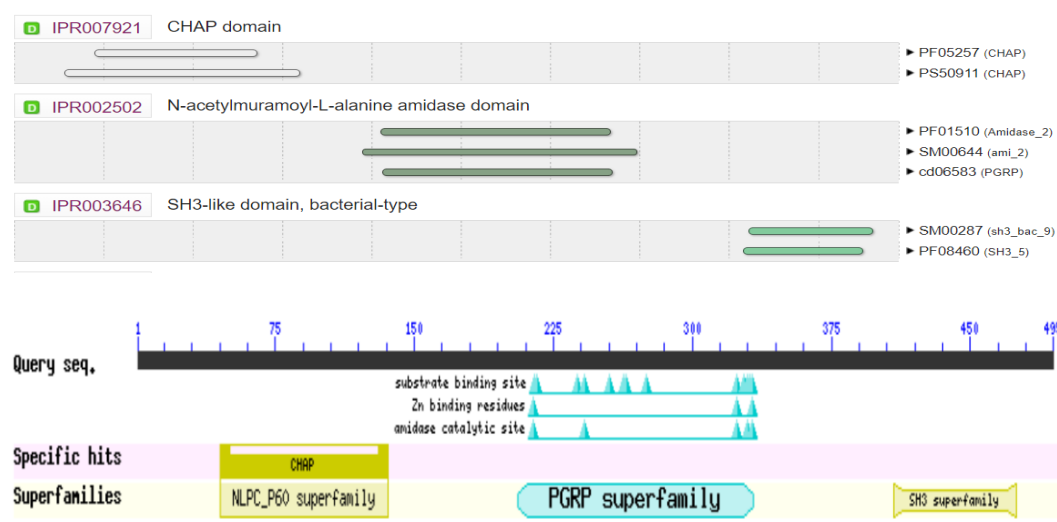 D IPR007921 CHAP domain
PF05257 (CHAP)
PS50911 (CHAP)
D IPR002502 N-acetylmuramoyl-L-alanine amidase domain
PF01510 (Amidase_2)
SM00644 (ami_2)
cd06583 (PGRP)
D IPR003646 SH3-like domain, bacterial-type
SM00287 (sh3_bac_9)
PF08460 (SH3_5)
1 75 150 225 300 375 450
Query seq.
substrate binding site
Zn binding residues
amidase catalytic site
Specific hits CHAP
Superfamilies NLPC_P60 superfamily PGRP superfamily SH3 superfamily